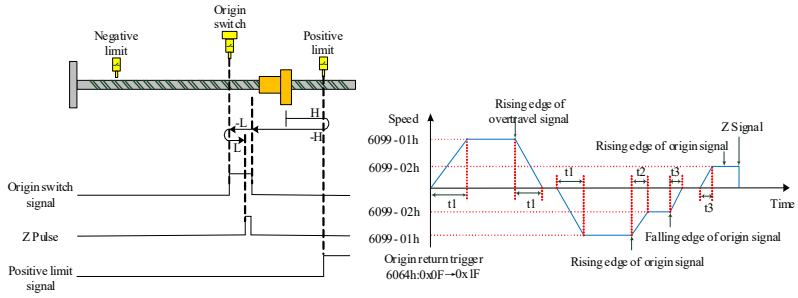 Origin
switch
Negative
limit
Positive
limit
H
-L
-H
L
Origin switch
signal
Z Pulse
Positive limit
signal
Speed
Rising edge of
overtravel signal
Z Signal
6099-01h
Rising edge of origin signal
6099-02h
t1
t2
t3
t1
t1
t3
Time
6099-02h
Falling edge of origin signal
6099-01h
Origin return trigger
6064h:0x0F→0x1F
Rising edge of origin signal